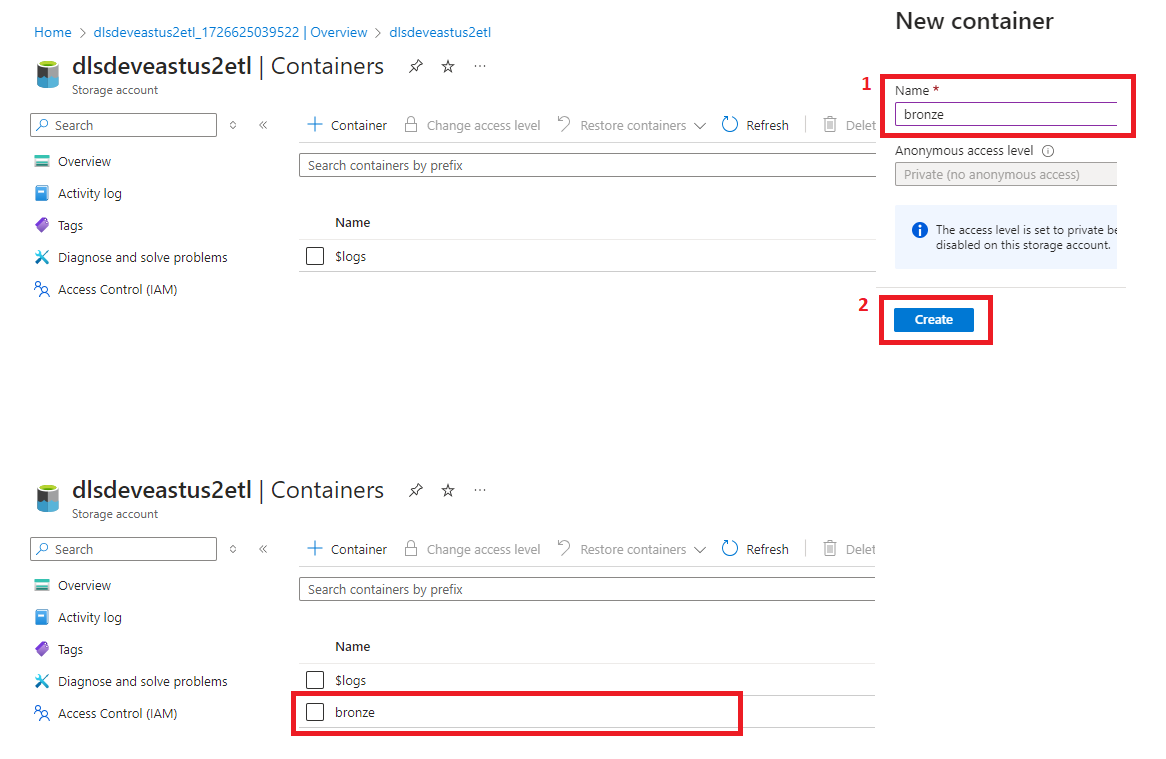 Home > dlsdeveastus2etl_1726625039522 | Overview > dlsdeveastus2etl
dlsdeveastus2etl | Containers
Storage account
Search
Container Change access level Restore containers Refresh Delet
Search containers by prefix
Overview
Activity log
Tags
Diagnose and solve problems
Access Control (IAM)
Name
$logs
New container
1
Name *
bronze
Anonymous access level
Private (no anonymous access)
The access level is set to private be
disabled on this storage account.
2
Create
dlsdeveastus2etl | Containers
Storage account
Search
Container Change access level Restore containers Refresh Delet
Search containers by prefix
Overview
Activity log
Tags
Diagnose and solve problems
Access Control (IAM)
Name
$logs
bronze